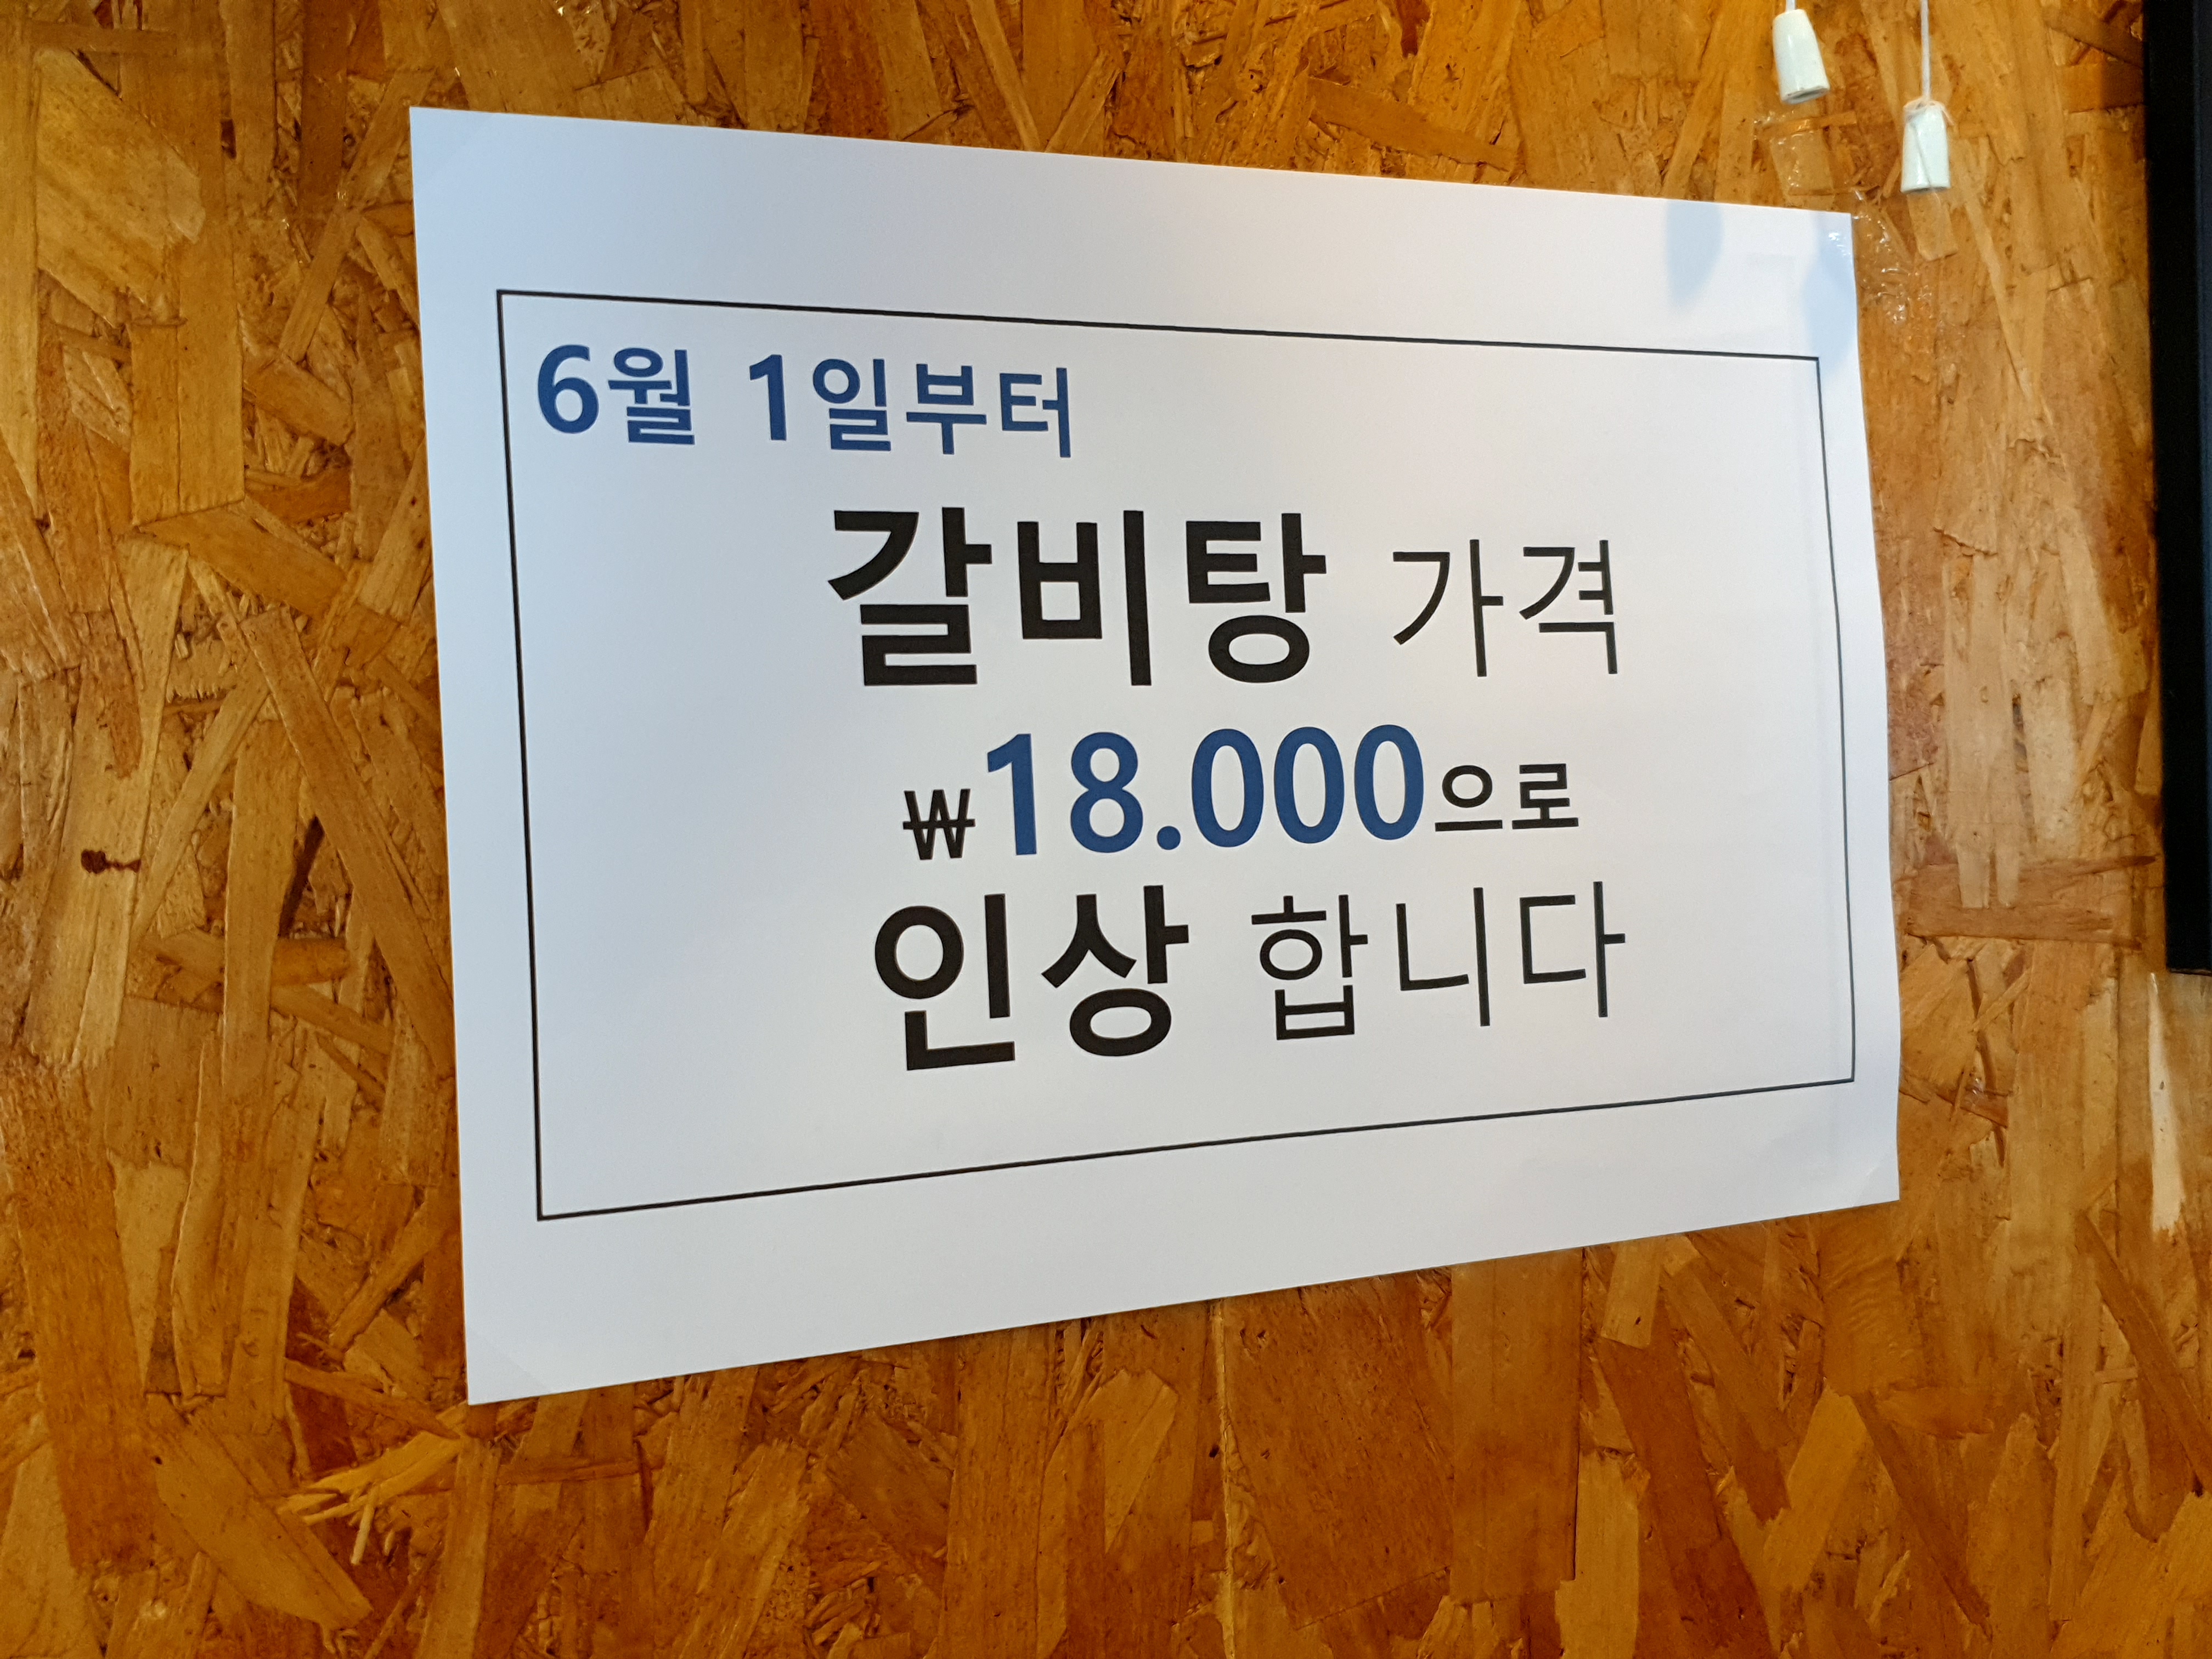 6월 1일부터
갈비탕 가격
₩18.000으로
인상 합니다